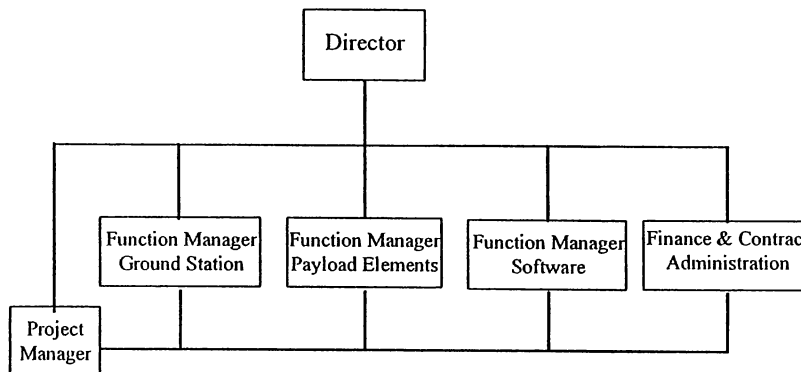 Director
Function Manager
Ground Station
Function Manager
Payload Elements
Function Manager
Software
Finance & Contrac
Administration
Project
Manager